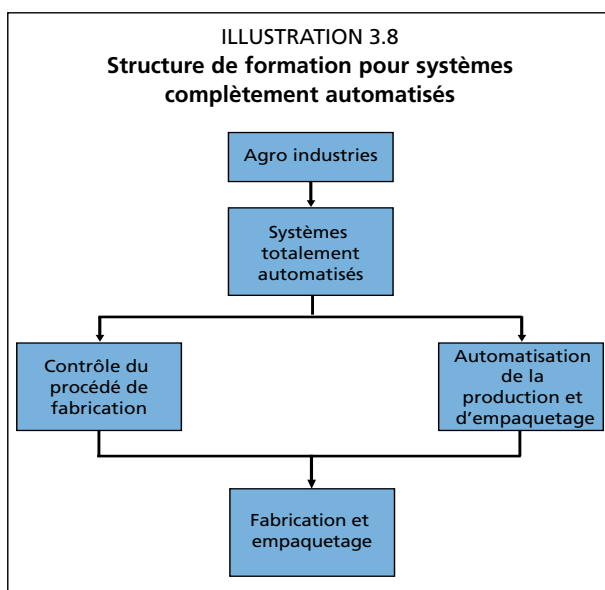 ILLUSTRATION 3.8
Structure de formation pour systèmes
complètement automatisés
Agro industries
Systèmes
totalement
automatisés
Contrôle du
procédé de
fabrication
Automatisation
de la
production et
d'empaquetage
Fabrication et
empaquetage